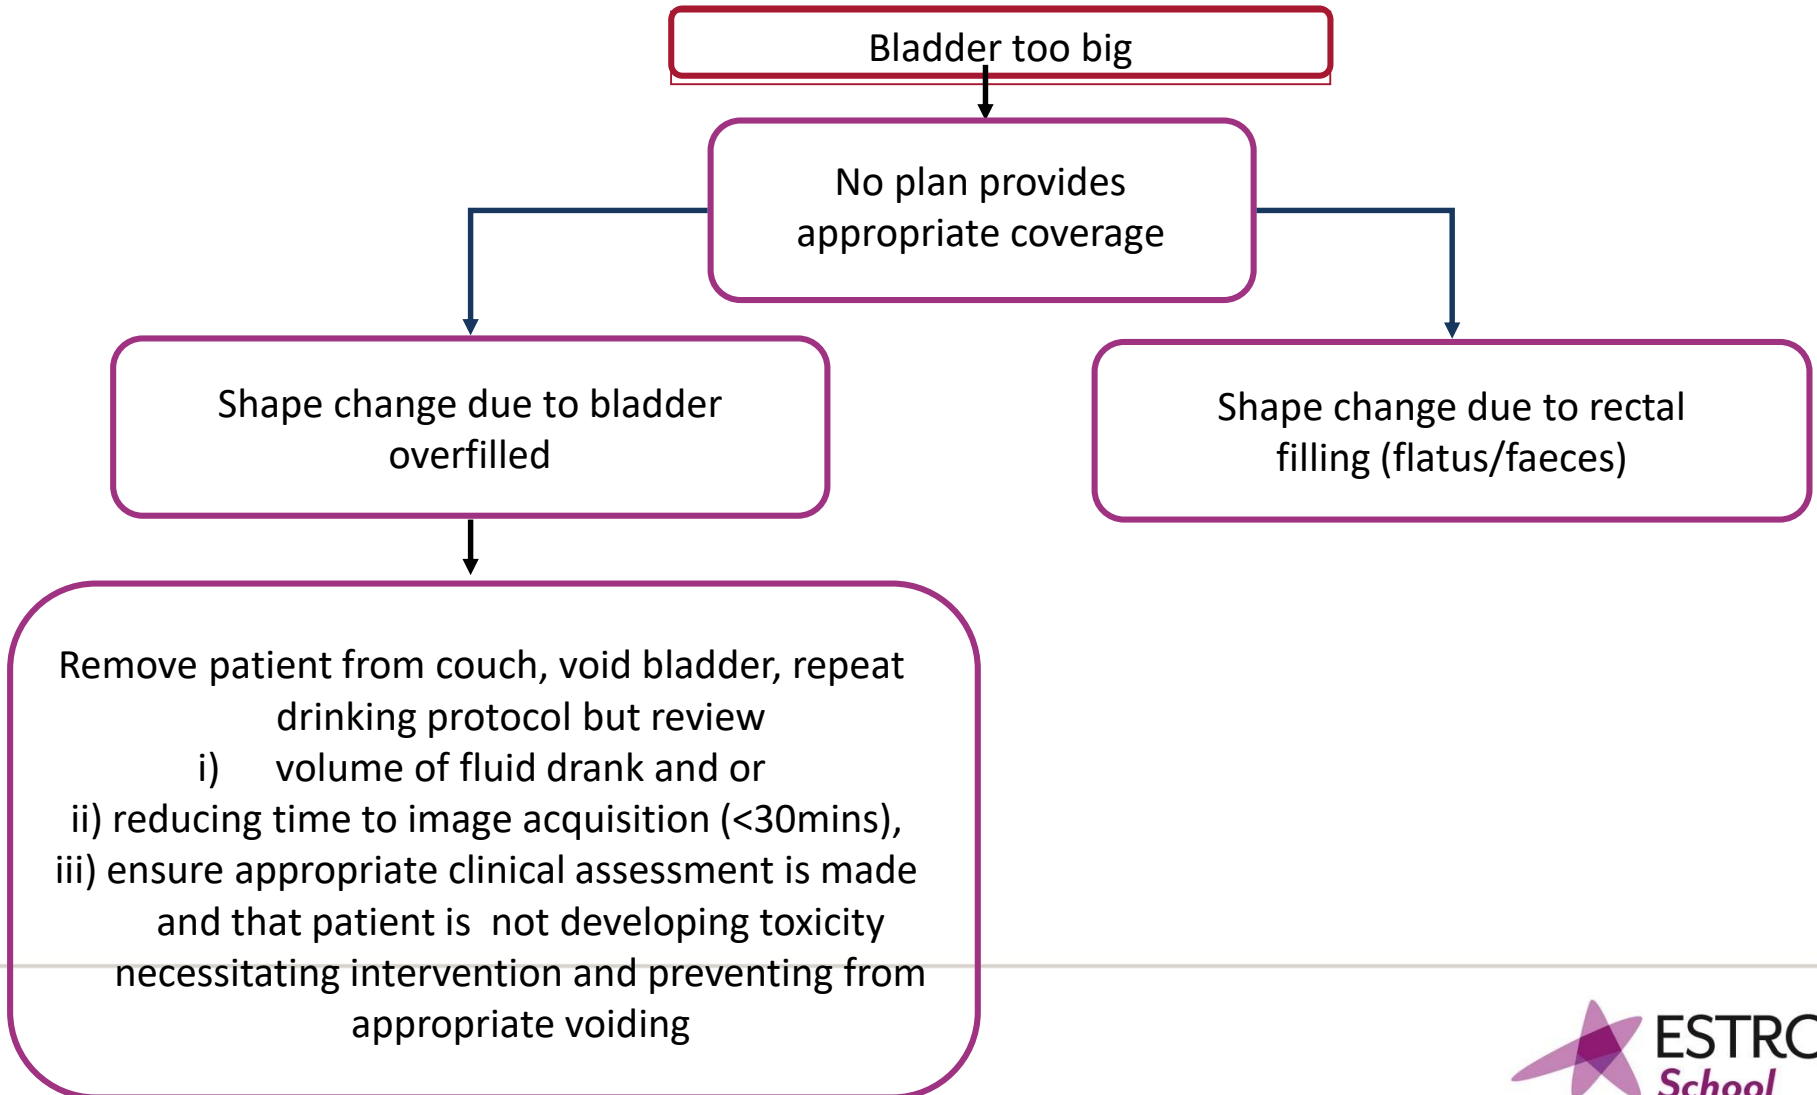 Bladder too big
No plan provides
appropriate coverage
Shape change due to bladder
overfilled
Shape change due to rectal
filling (flatus/faeces)
Remove patient from couch, void bladder, repeat
drinking protocol but review
i) volume of fluid drank and or
ii) reducing time to image acquisition (<30mins),
iii) ensure appropriate clinical assessment is made
and that patient is not developing toxicity
necessitating intervention and preventing from
appropriate voiding
ESTRO
School